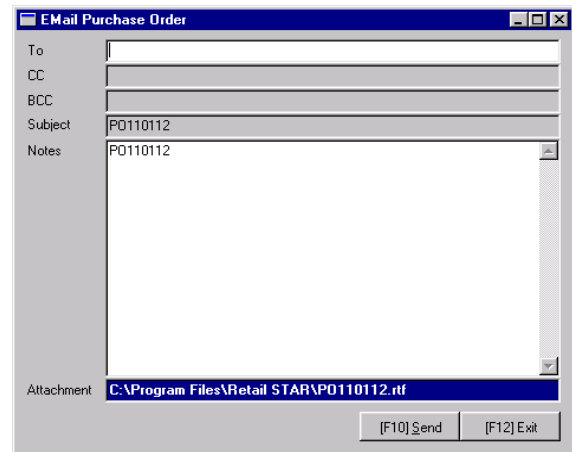 EMail Purchase Order
To
CC
BCC
Subject PO110112
Notes PO110112
Attachment C:\Program Files\Retail STAR\PO110112.rtf
[F10] Send [F12] Exit